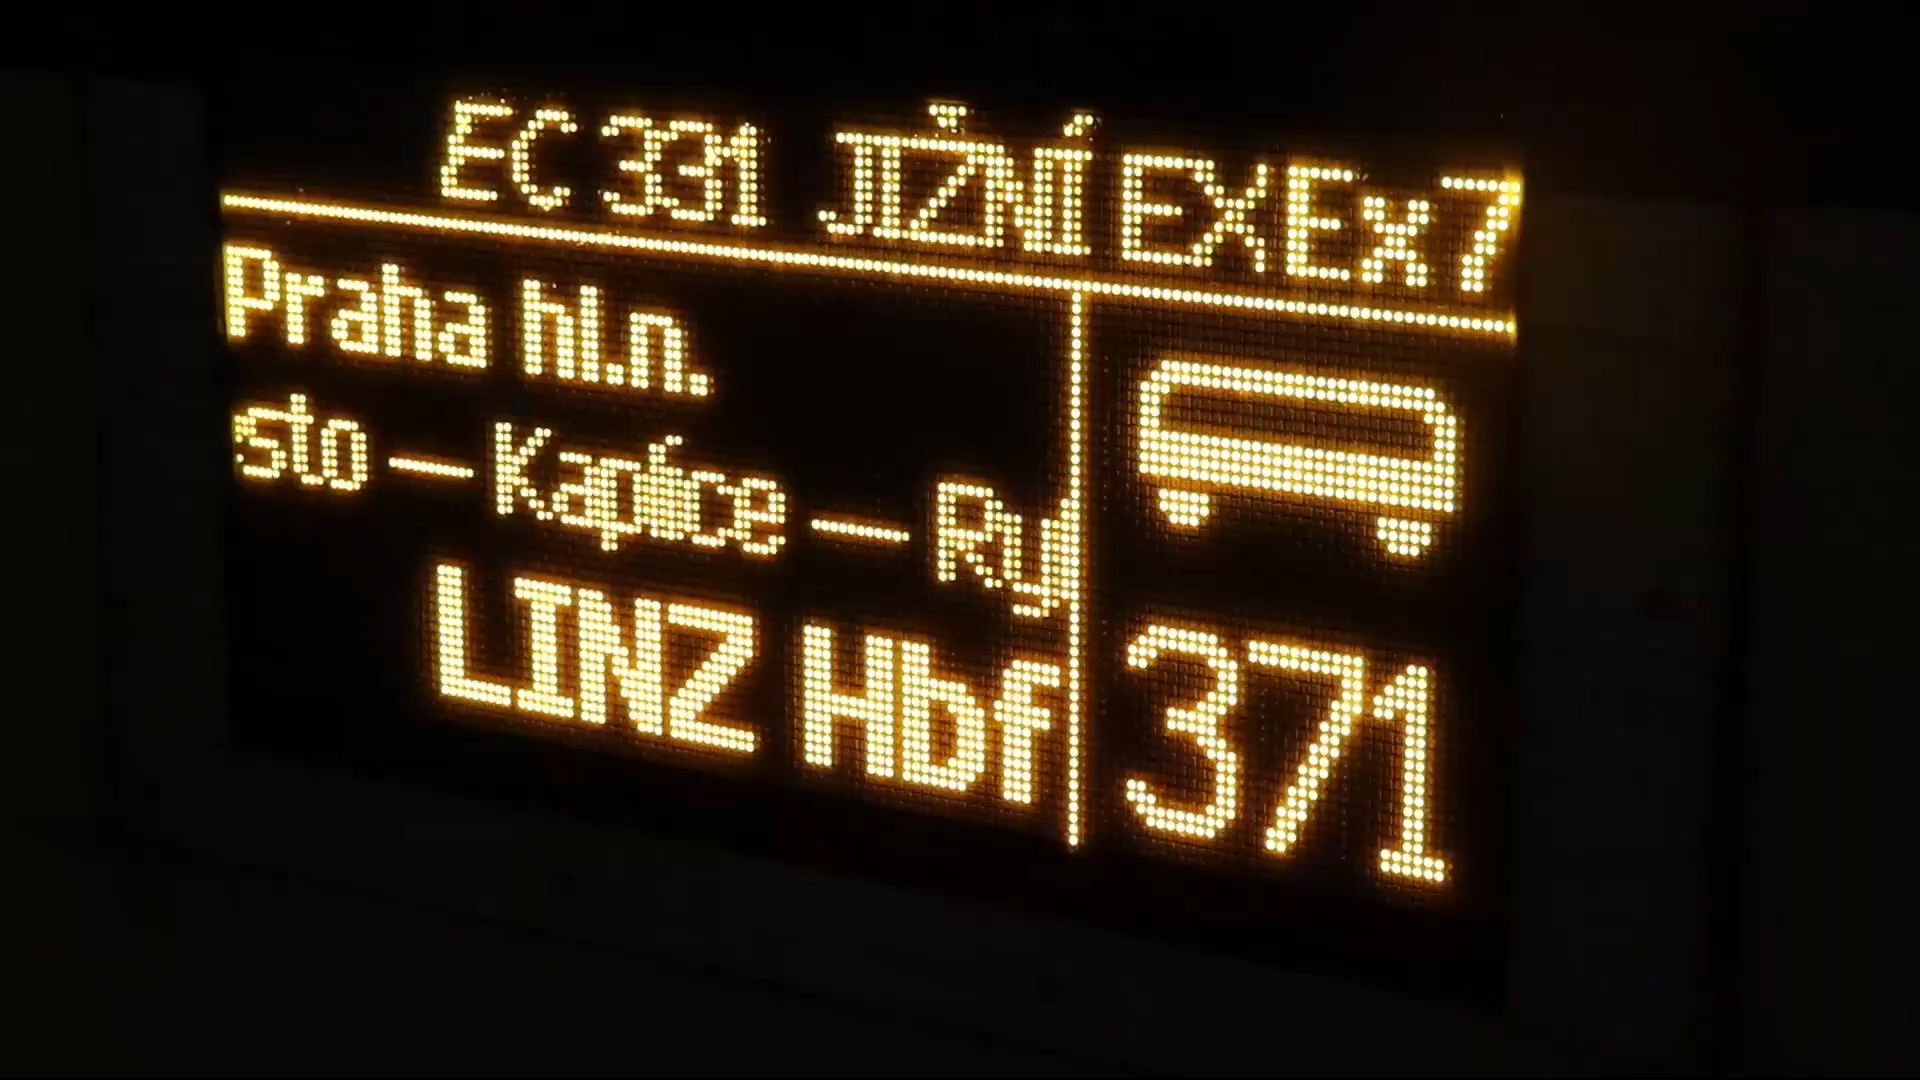 EC 331 JIŽNÍ EXEx7
Praha hl.n.
sto — Kaplice — Ry
LINZ Hbf
371